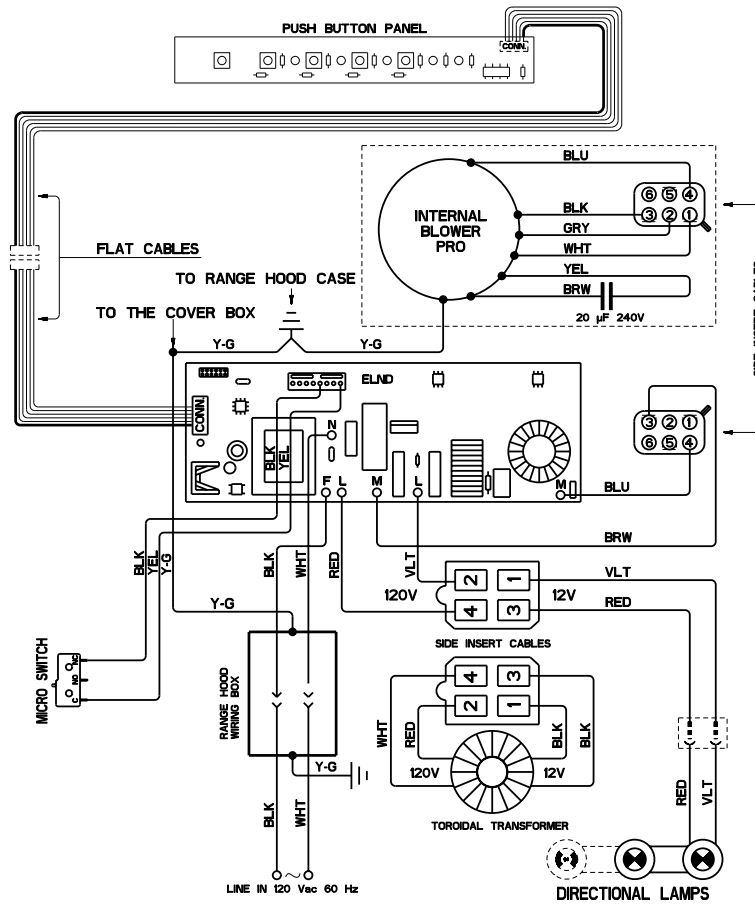 PUSH BUTTON PANEL
CONN.
BLU
6 5 4
BLK
3 2 1
INTERNAL
BLOWER
PRO
GRY
WHT
FLAT CABLES
YEL
TO RANGE HOOD CASE
BRW
TO THE COVER BOX
20 µF 240V
Y-G
Y-G
ELND
CONN.
3 2 1
N
6 5 4
BLK
YEL
F L M L M
BLU
BRW
BLK
YEL
Y-G
BLK
WHT
RED
VLT
VLT
2 1
120V
12V
Y-G
4 3
RED
SIDE INSERT CABLES
MICRO SWITCH
NC
NO
C
RANGE HOOD
WIRING BOX
4 3
2 1
WHT
RED
BLK
BLK
Y-G
120V
12V
BLK
WHT
RED
VLT
TOROIDAL TRANSFORMER
LINE IN 120 Vac 60 Hz
DIRECTIONAL LAMPS